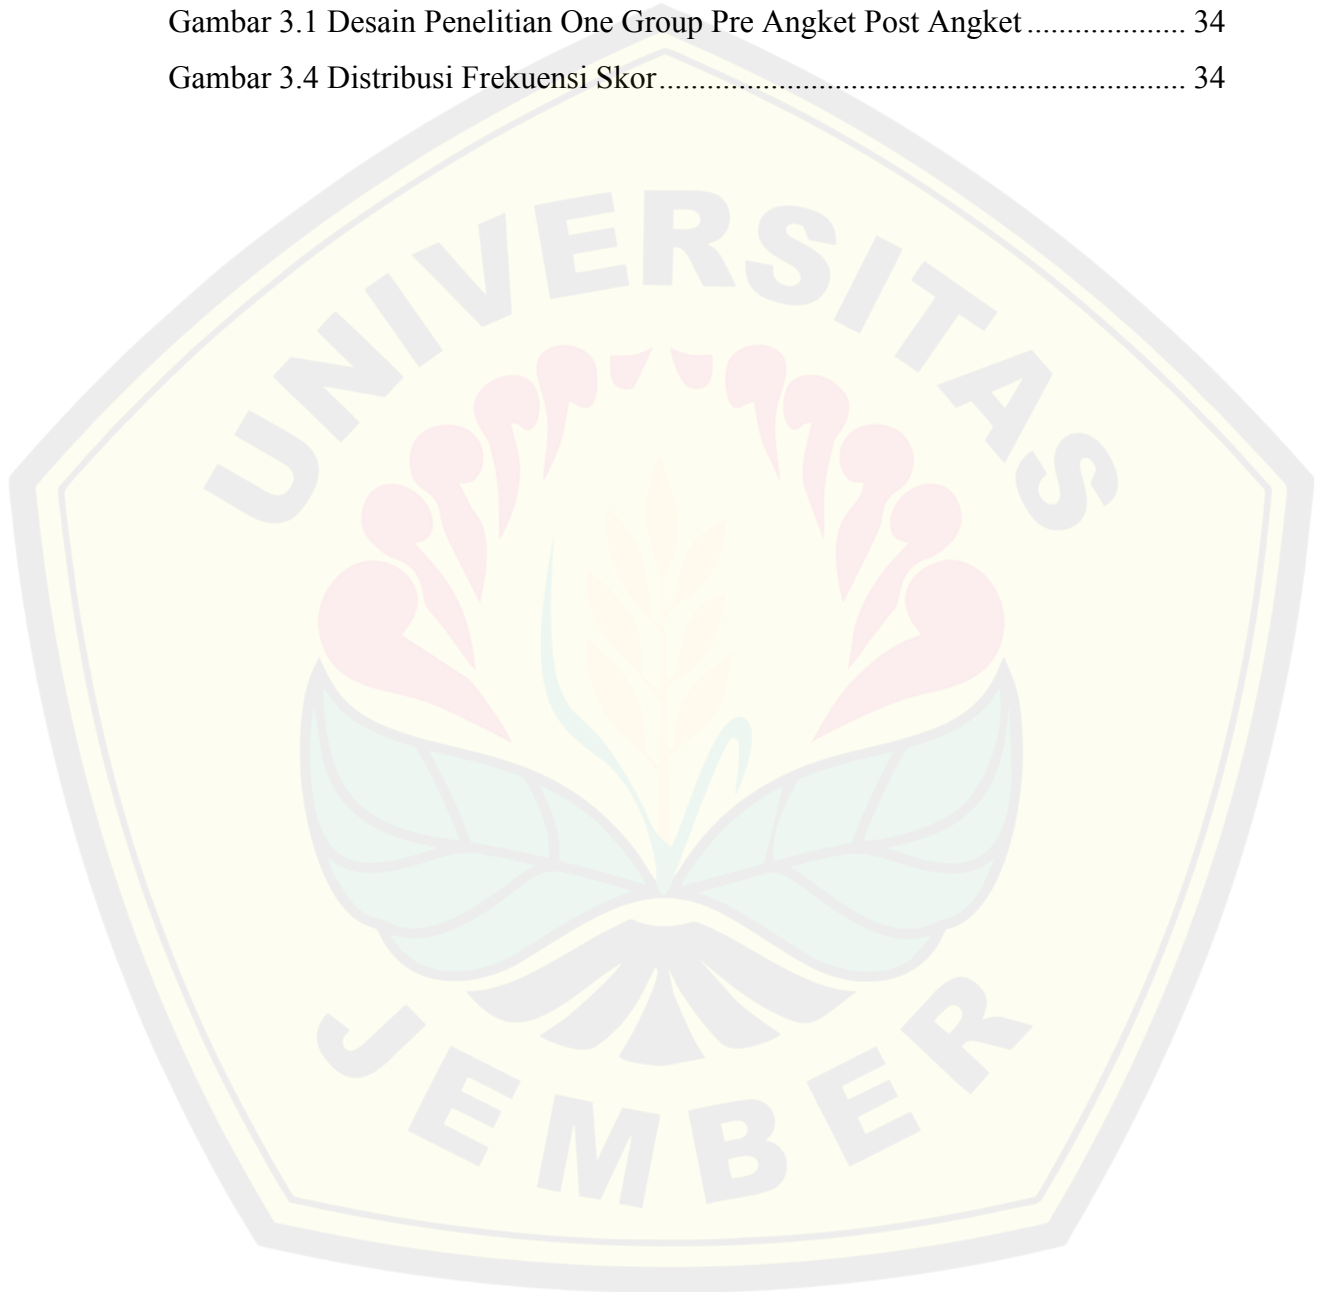 Gambar 3.1 Desain Penelitian One Group Pre Angket Post Angket ................... 34
Gambar 3.4 Distribusi Frekuensi Skor ................................................................ 34
UNIVERSITAS
JEMBER